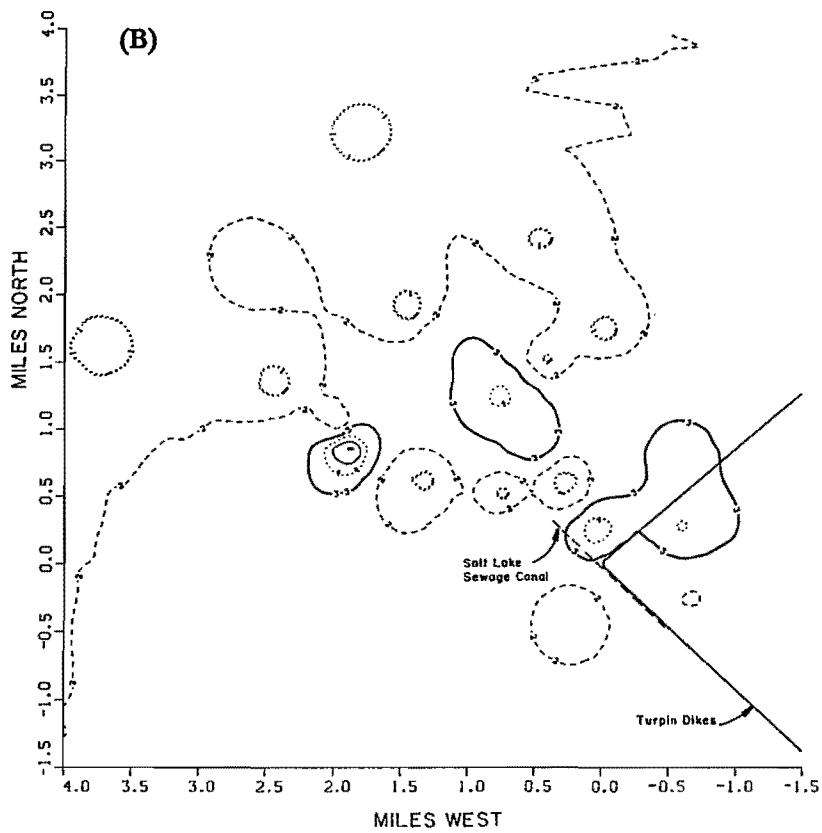 (B)
4.0
3.5
3.0
2.5
2.0
1.5
1.0
0.5
0.0
-0.5
-1.0
-1.5
MILES NORTH
Salt Lake
Sewage Canal
Turpin Dikes
4.0 3.5 3.0 2.5 2.0 1.5 1.0 0.5 0.0 -0.5 -1.0 -1.5
MILES WEST